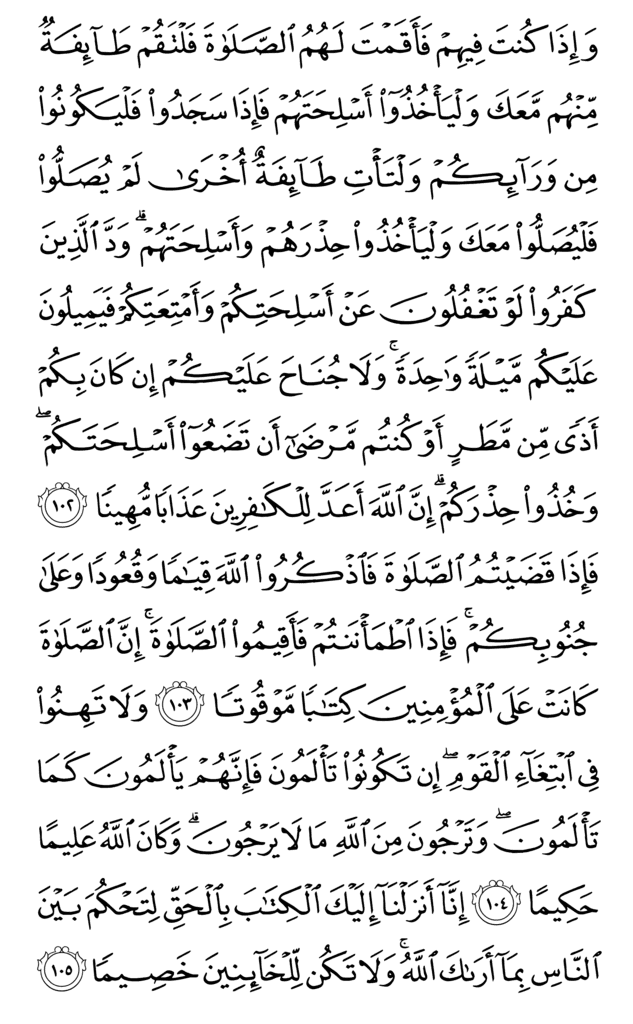 وَإِذَا كُنتَ فِيهِمۡ فَأَقَمۡتَ لَهُمُ ٱلصَّلَوٰةَ فَلۡتَقُمۡ طَآئِفَةٞ
مِّنۡهُم مَّعَكَ وَلۡيَأۡخُذُوٓاْ أَسۡلِحَتَهُمۡ فَإِذَا سَجَدُواْ فَلۡيَكُونُواْ
مِن وَرَآئِكُمۡ وَلۡتَأۡتِ طَآئِفَةٌ أُخۡرَىٰ لَمۡ يُصَلُّواْ
فَلۡيُصَلُّواْ مَعَكَ وَلۡيَأۡخُذُواْ حِذۡرَهُمۡ وَأَسۡلِحَتَهُمۡۗ وَدَّ ٱلَّذِينَ
كَفَرُواْ لَوۡ تَغۡفُلُونَ عَنۡ أَسۡلِحَتِكُمۡ وَأَمۡتِعَتِكُمۡ فَيَمِيلُونَ
عَلَيۡكُم مَّيۡلَةٗ وَٰحِدَةٗۚ وَلَا جُنَاحَ عَلَيۡكُمۡ إِن كَانَ بِكُمۡ
أَذٗى مِّن مَّطَرٍ أَوۡ كُنتُم مَّرۡضَىٰٓ أَن تَضَعُوٓاْ أَسۡلِحَتَكُمۡۖ
وَخُذُواْ حِذۡرَكُمۡۗ إِنَّ ٱللَّهَ أَعَدَّ لِلۡكَٰفِرِينَ عَذَابٗا مُّهِينٗا ١٠٢
فَإِذَا قَضَيۡتُمُ ٱلصَّلَوٰةَ فَٱذۡكُرُواْ ٱللَّهَ قِيَٰمٗا وَقُعُودٗا وَعَلَىٰ
جُنُوبِكُمۡۚ فَإِذَا ٱطۡمَأۡنَنتُمۡ فَأَقِيمُواْ ٱلصَّلَوٰةَۚ إِنَّ ٱلصَّلَوٰةَ
كَانَتۡ عَلَى ٱلۡمُؤۡمِنِينَ كِتَٰبٗا مَّوۡقُوتٗا ١٠٣ وَلَا تَهِنُواْ
فِي ٱبۡتِغَآءِ ٱلۡقَوۡمِۖ إِن تَكُونُواْ تَأۡلَمُونَ فَإِنَّهُمۡ يَأۡلَمُونَ كَمَا
تَأۡلَمُونَۖ وَتَرۡجُونَ مِنَ ٱللَّهِ مَا لَا يَرۡجُونَۗ وَكَانَ ٱللَّهُ عَلِيمًا
حَكِيمًا ١٠٤ إِنَّآ أَنزَلۡنَآ إِلَيۡكَ ٱلۡكِتَٰبَ بِٱلۡحَقِّ لِتَحۡكُمَ بَيۡنَ
ٱلنَّاسِ بِمَآ أَرَىٰكَ ٱللَّهُۚ وَلَا تَكُن لِّلۡخَآئِنِينَ خَصِيمٗا ١٠٥